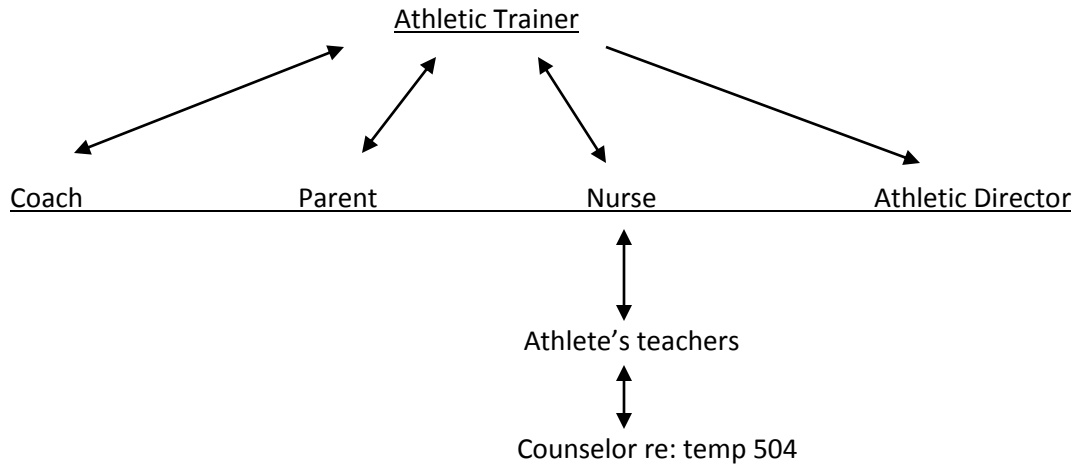 Athletic Trainer
Coach Parent Nurse Athletic Director
Athlete’s teachers
Counselor re: temp 504